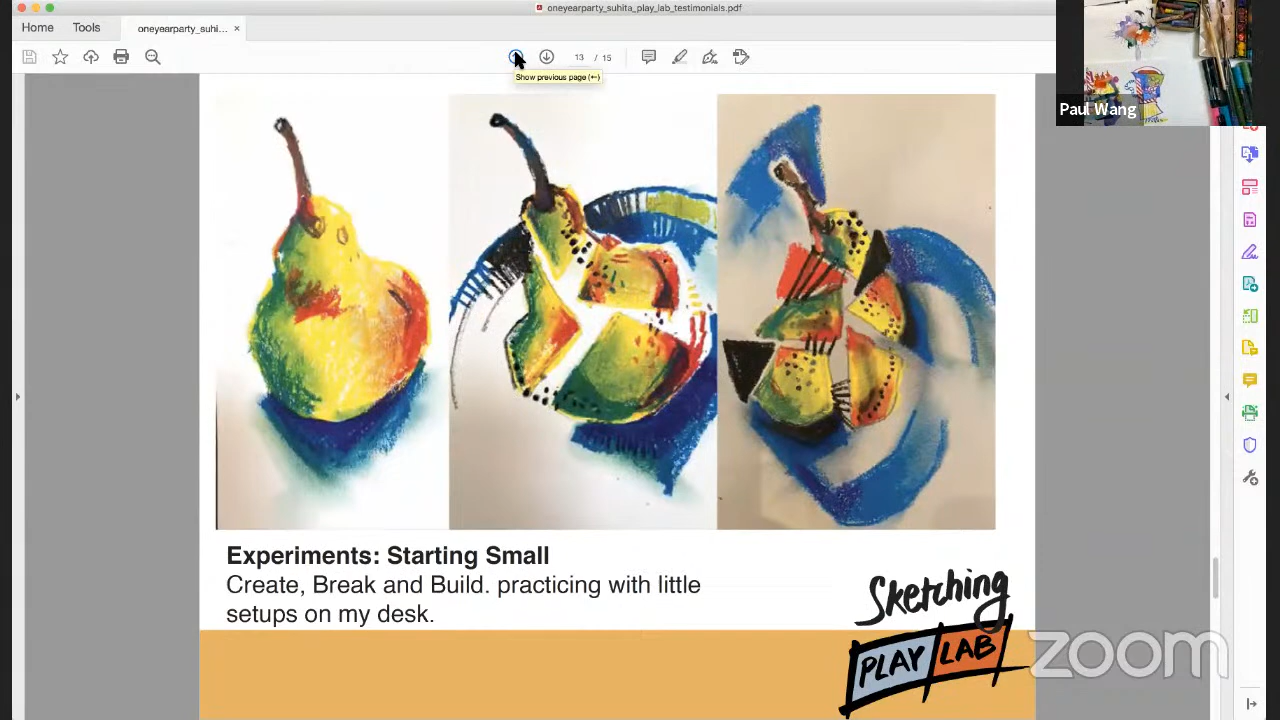 oneyearparty_suhita_play_lab_testimonials.pdf
Home
Tools
oneyearparty_suhi...
13 / 15
Show previous page (←)
Paul Wang
Experiments: Starting Small
Create, Break and Build. practicing with little
setups on my desk.
Sketching
PLAY LAB
zoom